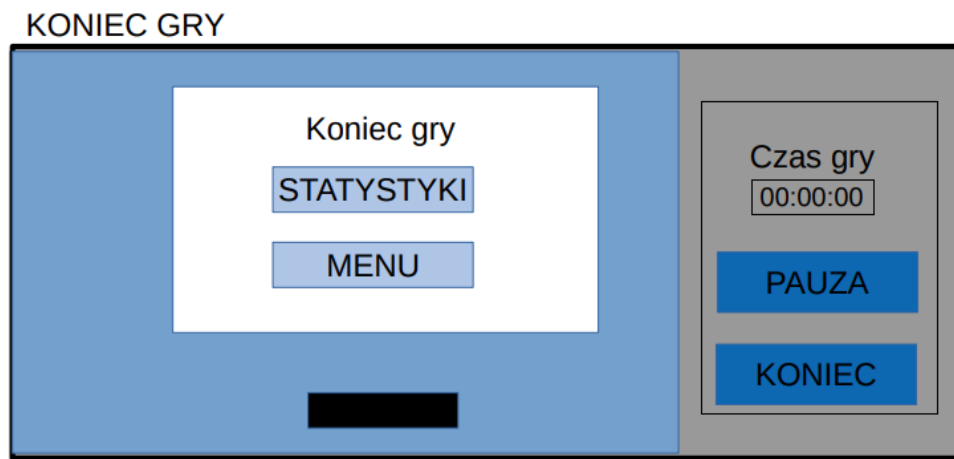 KONIEC GRY
Koniec gry
STATYSTYKI
MENU
Czas gry
00:00:00
PAUZA
KONIEC